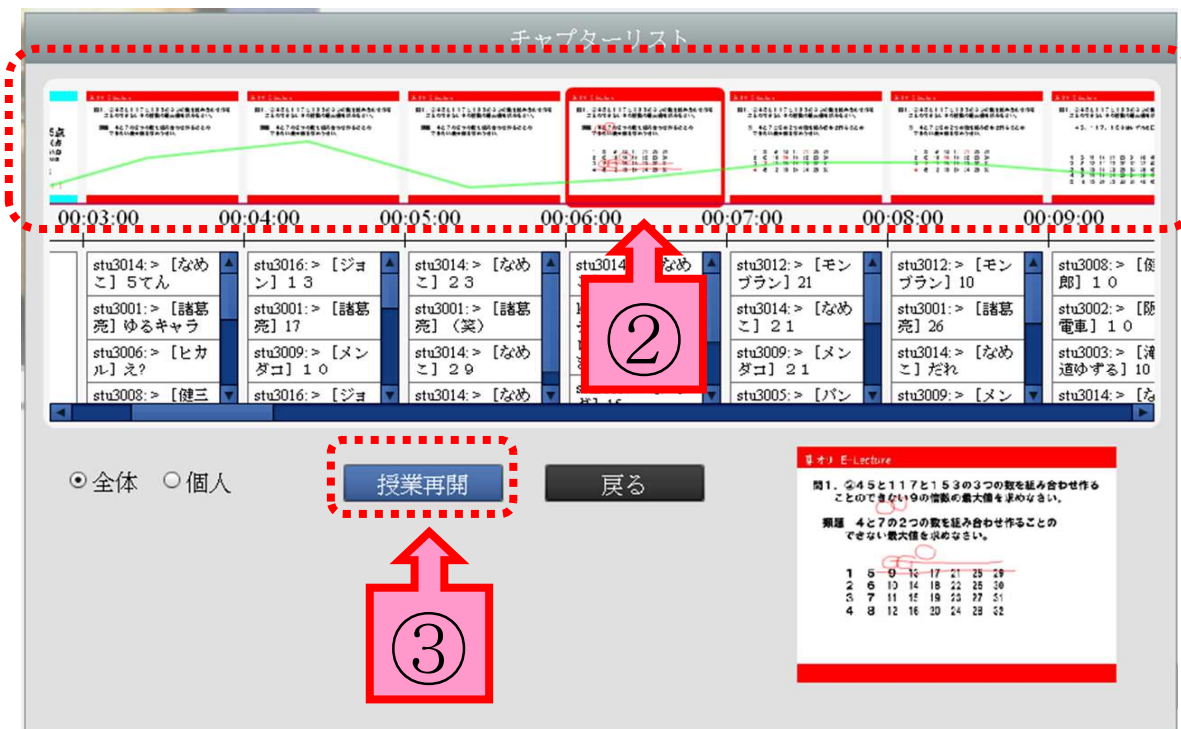 チャプターリスト
00:03:00 00:04:00 00:05:00 00:06:00 00:07:00 00:08:00 00:09:00
stu3014:> [なめ
こ] 5てん
stu3001:> [諸葛
亮] ゆるキャラ
stu3006:> [ヒカ
ル] え?
stu3008:> [健三
stu3016:> [ジョ
ン] 13
stu3001:> [諸葛
亮] 17
stu3009:> [メン
ダコ] 10
stu3016:> [ジョ
stu3014:> [なめ
こ] 23
stu3001:> [諸葛
亮] (笑)
stu3014:> [なめ
こ] 29
stu3014:> [なめ
stu3014
なめ
②
stu3012:> [モン
ブラン] 21
stu3014:> [なめ
こ] 21
stu3009:> [メン
ダコ] 21
stu3005:> [パン
stu3012:> [モン
ブラン] 10
stu3001:> [諸葛
亮] 26
stu3014:> [なめ
こ] だれ
stu3009:> [メン
stu3008:> [健
郎] 10
stu3002:> [阪
電車] 10
stu3003:> [滝
道ゆずる] 10
stu3014:> [な
全体 個人 授業再開 戻る
③
E-Lecture
問1. ②45と117と153の3つの数を組み合わせ作る
ことのできない9の倍数の最大値を求めなさい。
類題 4と7の2つの数を組み合わせ作ることの
できない最大値を求めなさい。
1 5 9 13 17 21 25 29
2 6 10 14 18 22 26 30
3 7 11 15 19 23 27 31
4 8 12 16 20 24 28 32